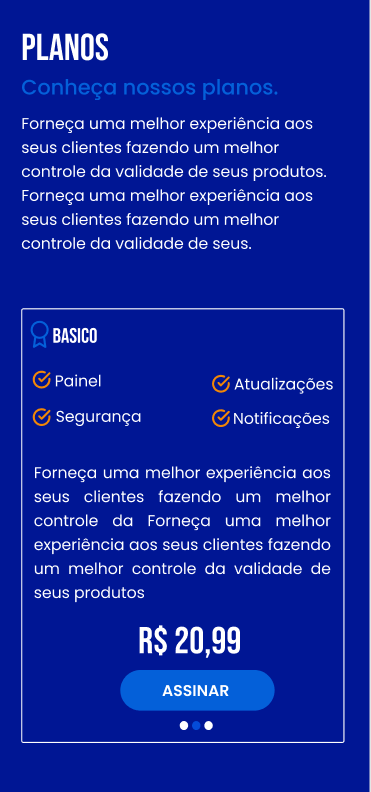 PLANOS
Conheça nossos planos.
Forneça uma melhor experiência aos
seus clientes fazendo um melhor
controle da validade de seus produtos.
Forneça uma melhor experiência aos
seus clientes fazendo um melhor
controle da validade de seus.
BASICO
Painel
Atualizações
Segurança
Notificações
Forneça uma melhor experiência aos
seus clientes fazendo um melhor
controle da Forneça uma melhor
experiência aos seus clientes fazendo
um melhor controle da validade de
seus produtos
R$ 20,99
ASSINAR